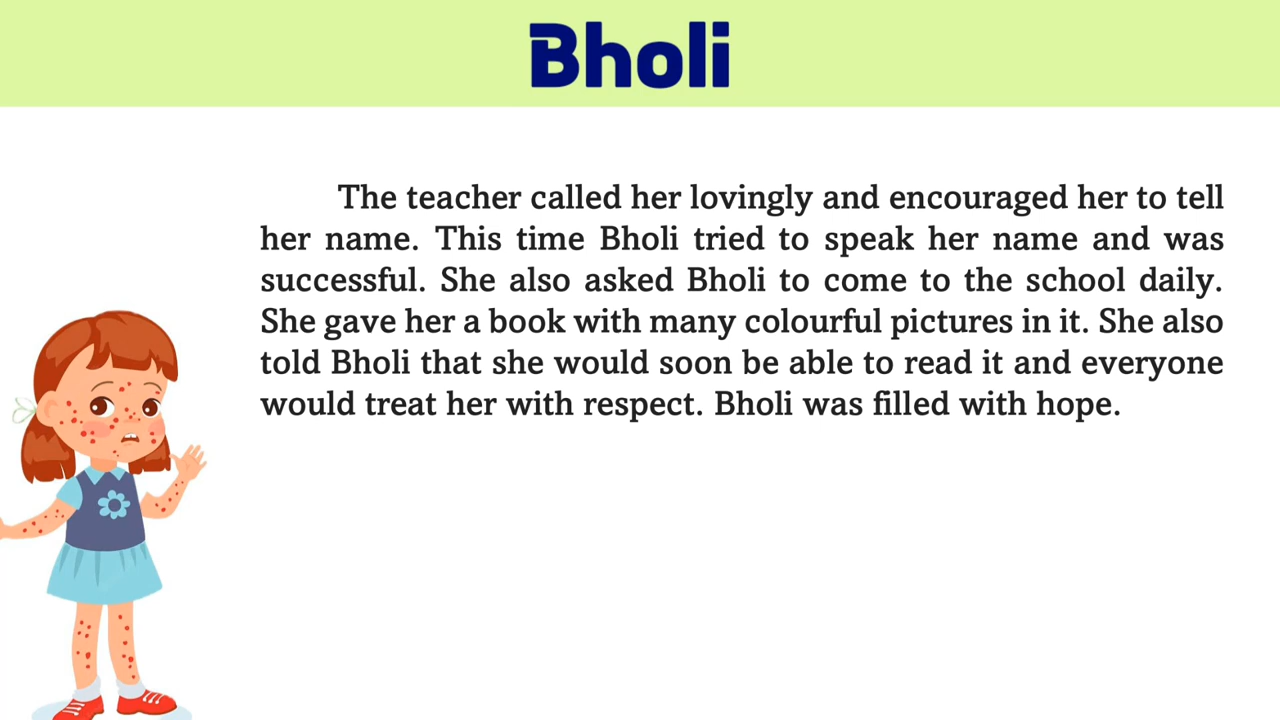 Bholi
The teacher called her lovingly and encouraged her to tell
her name. This time Bholi tried to speak her name and was
successful. She also asked Bholi to come to the school daily.
She gave her a book with many colourful pictures in it. She also
told Bholi that she would soon be able to read it and everyone
would treat her with respect. Bholi was filled with hope.